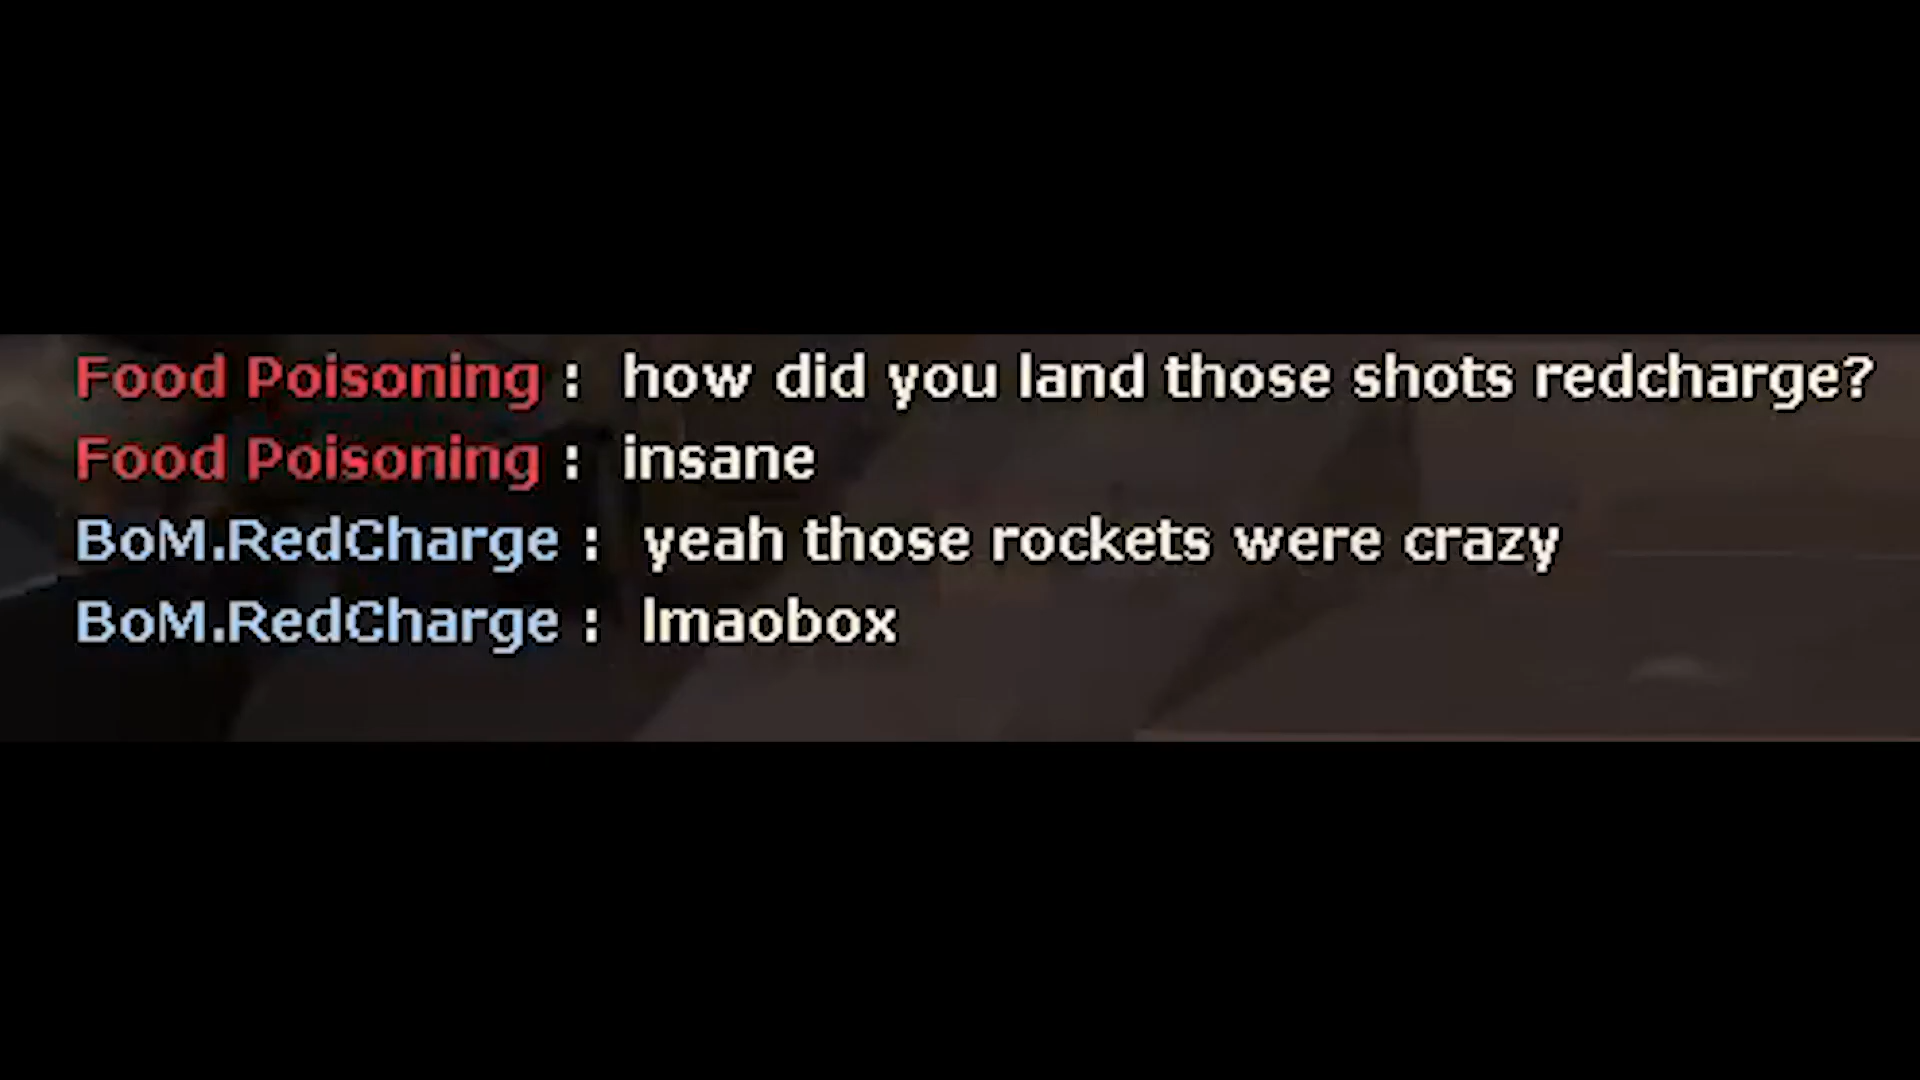 Food Poisoning :  how did you land those shots redcharge?
Food Poisoning :  insane
BoM.RedCharge :  yeah those rockets were crazy
BoM.RedCharge :  lmaobox